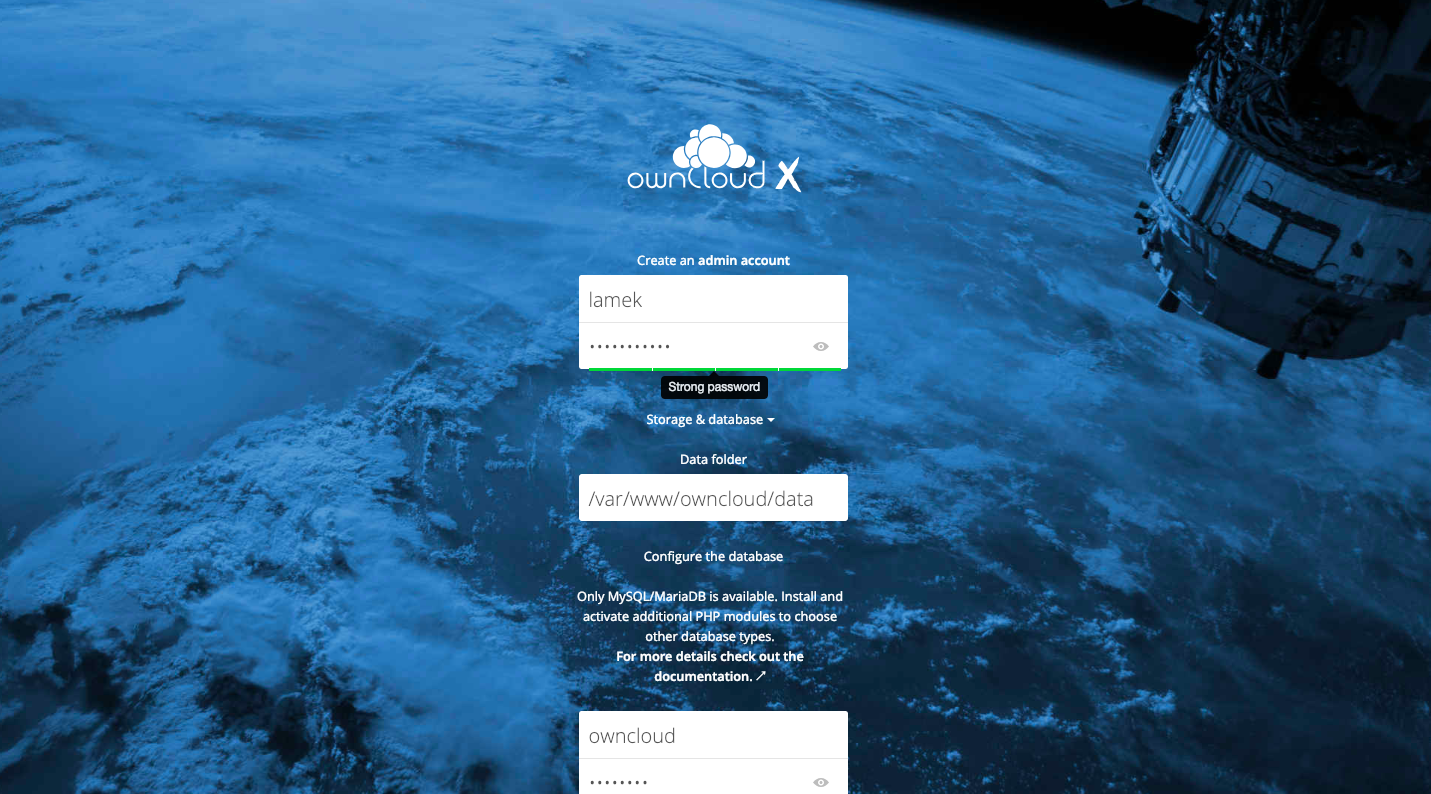 ownCloud X
Create an admin account
lamek
•••••••••••
Strong password
Storage & database
Data folder
/var/www/owncloud/data
Configure the database
Only MySQL/MariaDB is available. Install and
activate additional PHP modules to choose
other database types.
For more details check out the
documentation.
owncloud
••••••••